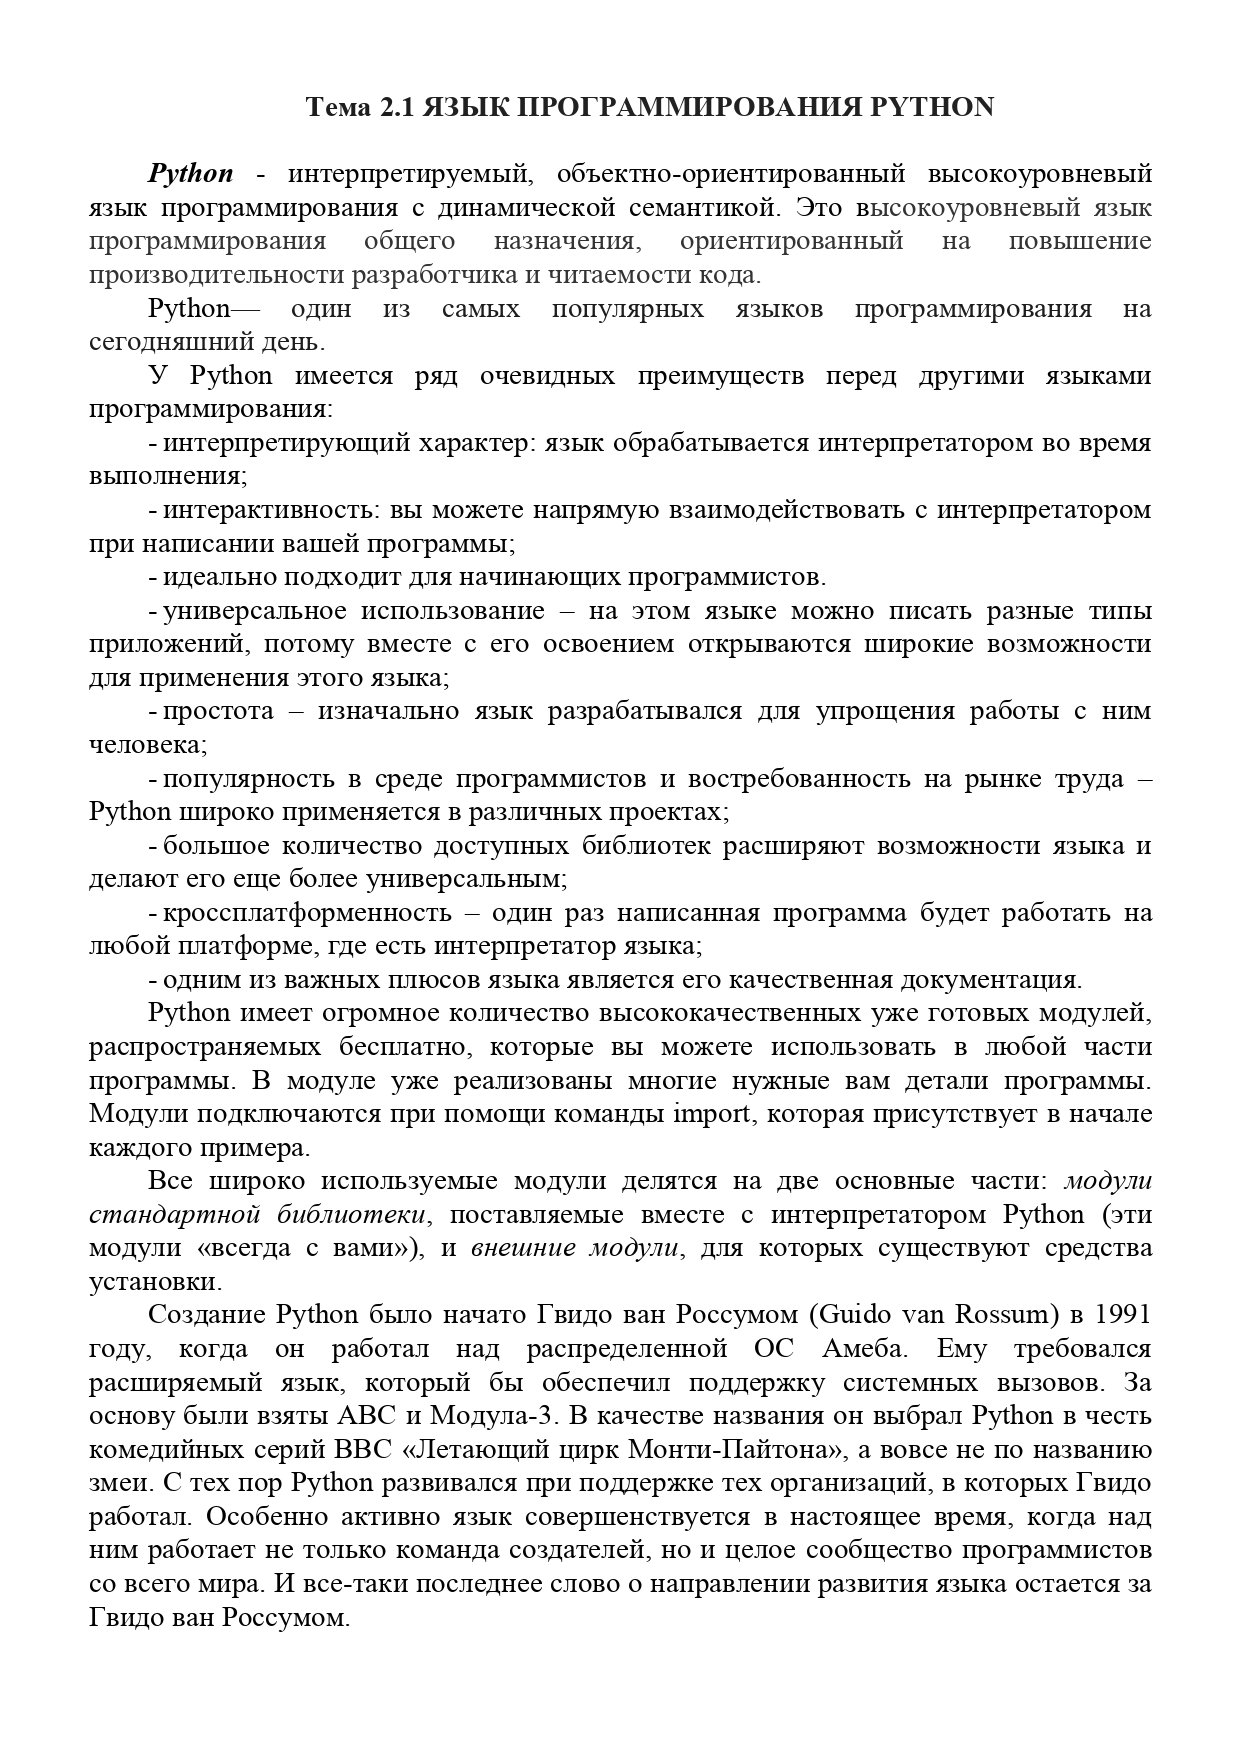 Тема 2.1 ЯЗЫК ПРОГРАММИРОВАНИЯ PYTHON
Python - интерпретируемый, объектно-ориентированный высокоуровневый
язык программирования с динамической семантикой. Это высокоуровневый язык
программирования общего назначения, ориентированный на повышение
производительности разработчика и читаемости кода.
Python— один из самых популярных языков программирования на
сегодняшний день.
У Python имеется ряд очевидных преимуществ перед другими языками
программирования:
- интерпретирующий характер: язык обрабатывается интерпретатором во время
выполнения;
- интерактивность: вы можете напрямую взаимодействовать с интерпретатором
при написании вашей программы;
- идеально подходит для начинающих программистов.
- универсальное использование – на этом языке можно писать разные типы
приложений, потому вместе с его освоением открываются широкие возможности
для применения этого языка;
- простота – изначально язык разрабатывался для упрощения работы с ним
человека;
- популярность в среде программистов и востребованность на рынке труда –
Python широко применяется в различных проектах;
- большое количество доступных библиотек расширяют возможности языка и
делают его еще более универсальным;
- кроссплатформенность – один раз написанная программа будет работать на
любой платформе, где есть интерпретатор языка;
- одним из важных плюсов языка является его качественная документация.
Python имеет огромное количество высококачественных уже готовых модулей,
распространяемых бесплатно, которые вы можете использовать в любой части
программы. В модуле уже реализованы многие нужные вам детали программы.
Модули подключаются при помощи команды import, которая присутствует в начале
каждого примера.
Все широко используемые модули делятся на две основные части: модули
стандартной библиотеки, поставляемые вместе с интерпретатором Python (эти
модули «всегда с вами»), и внешние модули, для которых существуют средства
установки.
Создание Python было начато Гвидо ван Россумом (Guido van Rossum) в 1991
году, когда он работал над распределенной ОС Амеба. Ему требовался
расширяемый язык, который бы обеспечил поддержку системных вызовов. За
основу были взяты ABC и Модула-3. В качестве названия он выбрал Python в честь
комедийных серий BBC «Летающий цирк Монти-Пайтона», а вовсе не по названию
змеи. С тех пор Python развивался при поддержке тех организаций, в которых Гвидо
работал. Особенно активно язык совершенствуется в настоящее время, когда над
ним работает не только команда создателей, но и целое сообщество программистов
со всего мира. И все-таки последнее слово о направлении развития языка остается за
Гвидо ван Россумом.